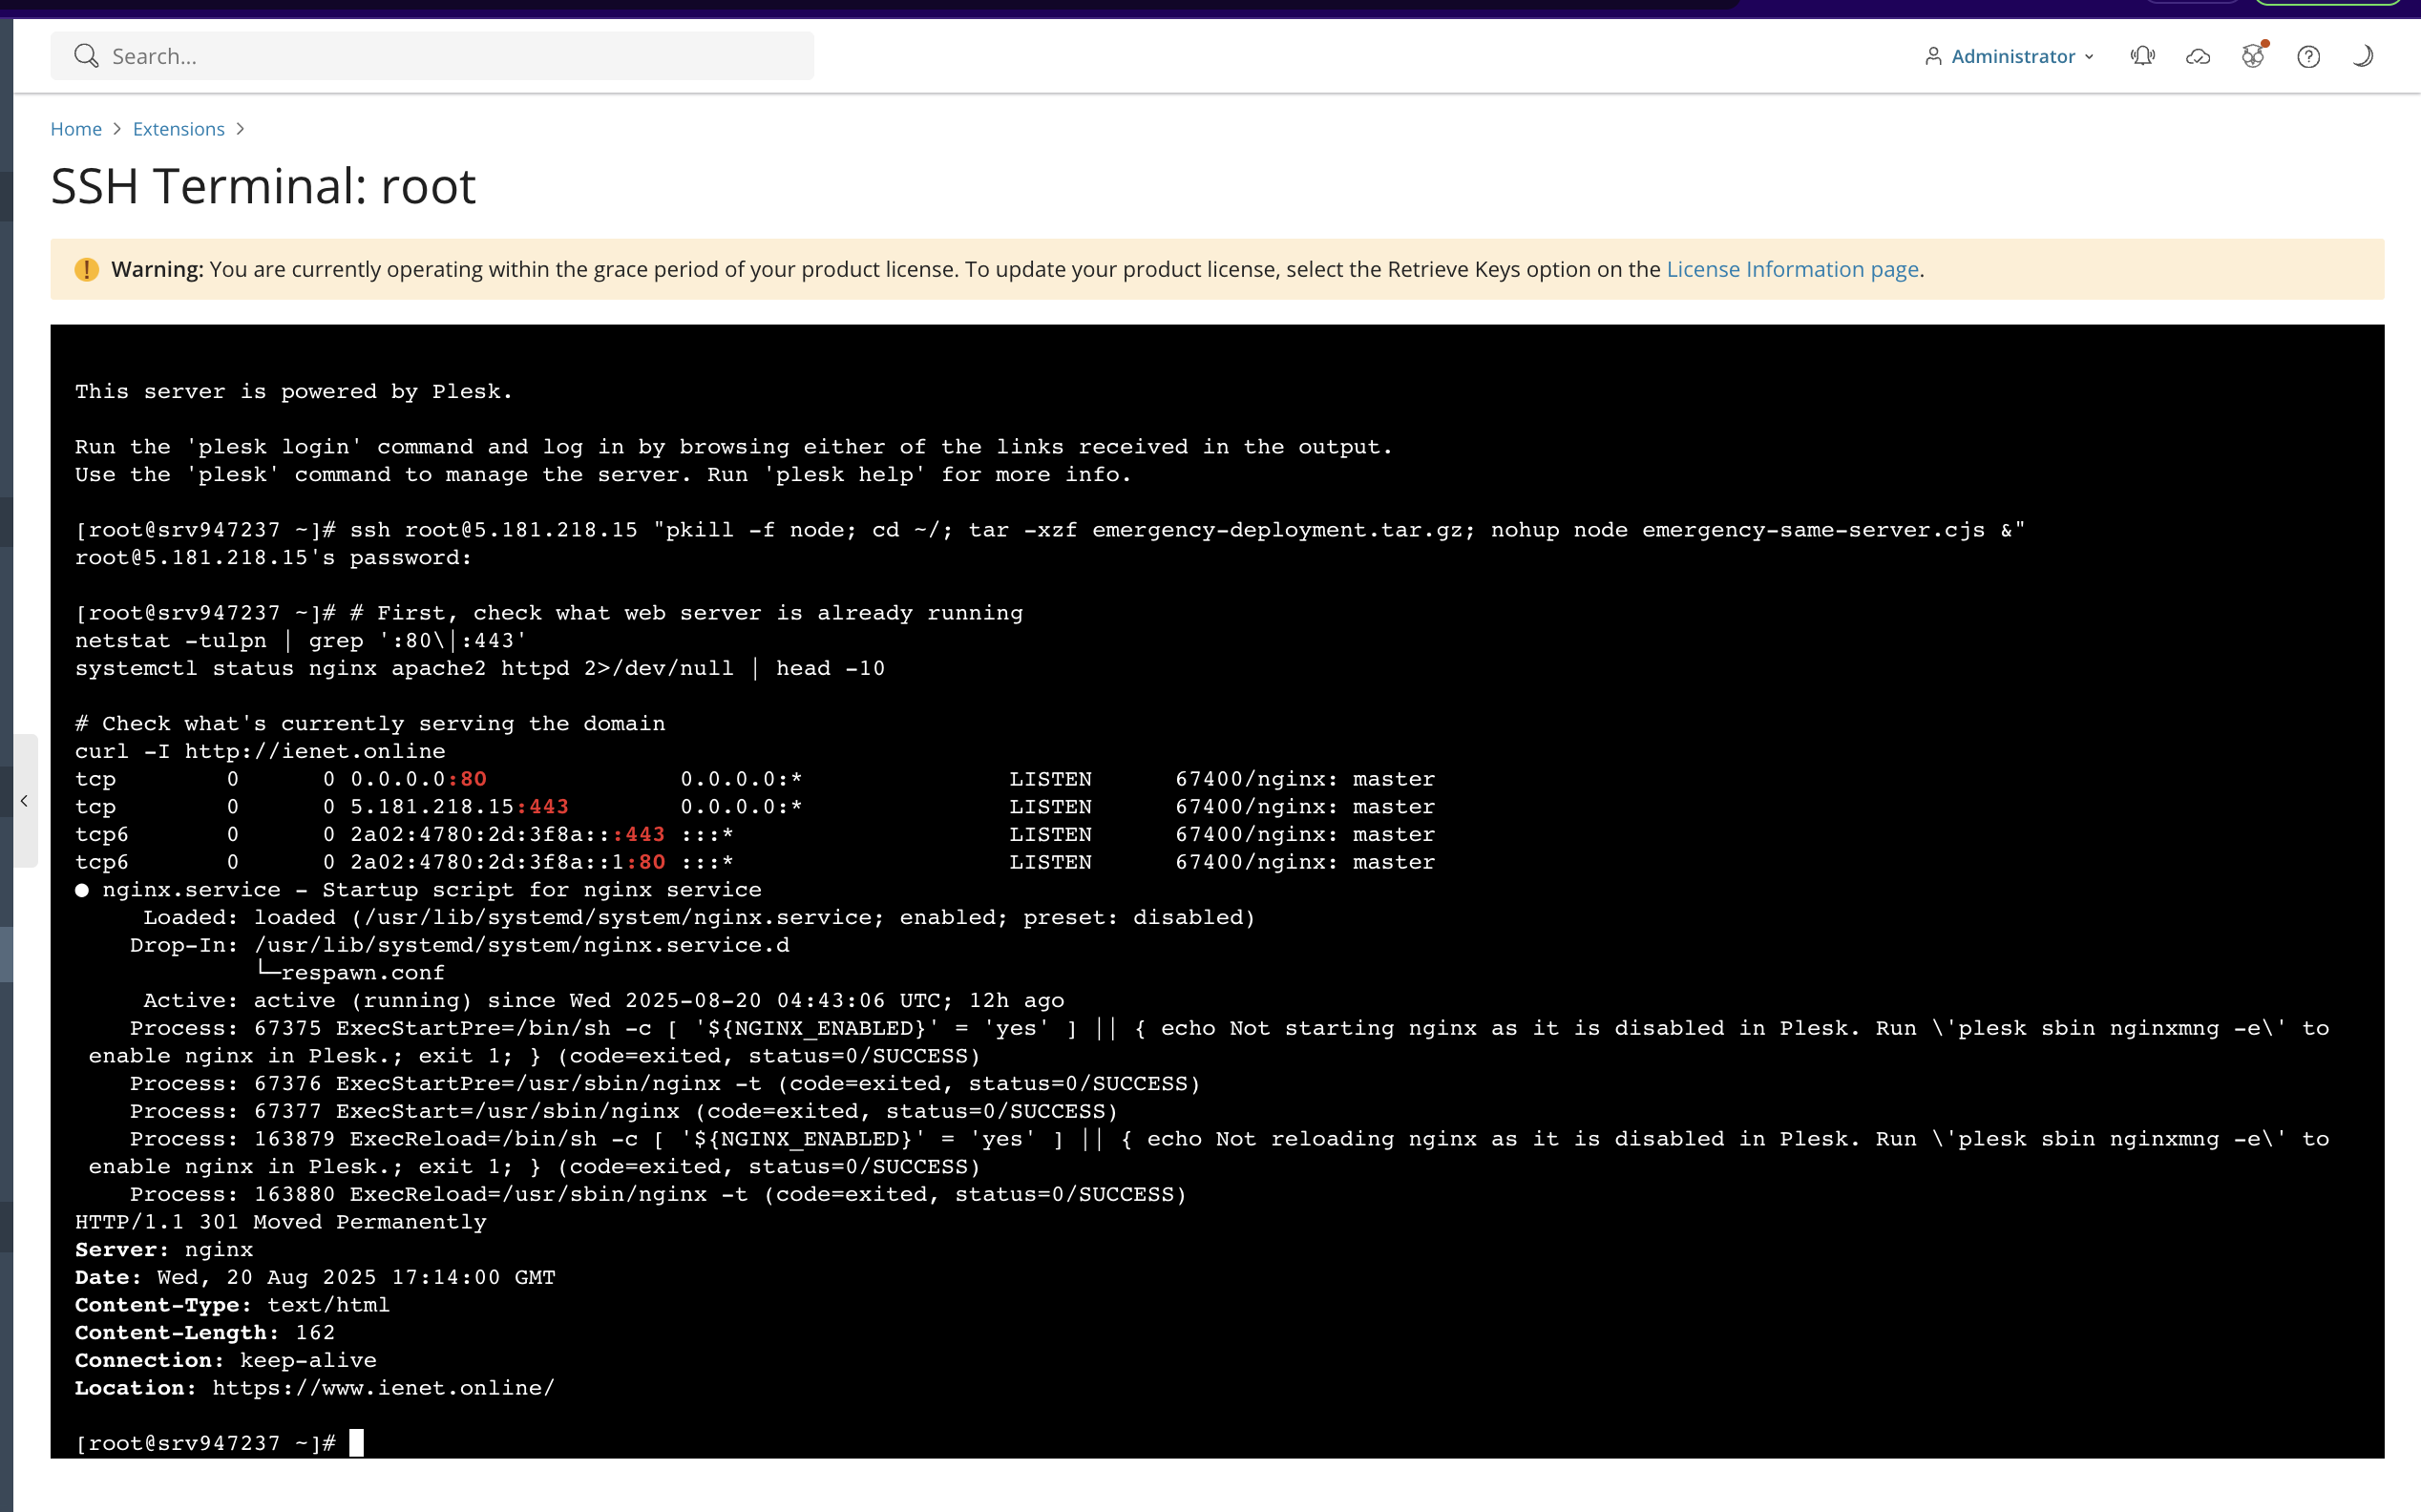 Search...
Administrator
Home > Extensions >
SSH Terminal: root
Warning: You are currently operating within the grace period of your product license. To update your product license, select the Retrieve Keys option on the License Information page.
This server is powered by Plesk.
Run the 'plesk login' command and log in by browsing either of the links received in the output.
Use the 'plesk' command to manage the server. Run 'plesk help' for more info.
[root@srv947237 ~]# ssh root@5.181.218.15 "pkill -f node; cd ~/; tar -xzf emergency-deployment.tar.gz; nohup node emergency-same-server.cjs &"
root@5.181.218.15's password:
[root@srv947237 ~]# # First, check what web server is already running
netstat -tulpn | grep ':80\|:443'
systemctl status nginx apache2 httpd 2>/dev/null | head -10
# Check what's currently serving the domain
curl -I http://ienet.online
tcp        0      0 0.0.0.0:80              0.0.0.0:*               LISTEN      67400/nginx: master
tcp        0      0 5.181.218.15:443        0.0.0.0:*               LISTEN      67400/nginx: master
tcp6       0      0 2a02:4780:2d:3f8a:::443 :::*                    LISTEN      67400/nginx: master
tcp6       0      0 2a02:4780:2d:3f8a::1:80 :::*                    LISTEN      67400/nginx: master
● nginx.service - Startup script for nginx service
     Loaded: loaded (/usr/lib/systemd/system/nginx.service; enabled; preset: disabled)
    Drop-In: /usr/lib/systemd/system/nginx.service.d
             └─respawn.conf
     Active: active (running) since Wed 2025-08-20 04:43:06 UTC; 12h ago
    Process: 67375 ExecStartPre=/bin/sh -c [ '${NGINX_ENABLED}' = 'yes' ] || { echo Not starting nginx as it is disabled in Plesk. Run \'plesk sbin nginxmng -e\' to
 enable nginx in Plesk.; exit 1; } (code=exited, status=0/SUCCESS)
    Process: 67376 ExecStartPre=/usr/sbin/nginx -t (code=exited, status=0/SUCCESS)
    Process: 67377 ExecStart=/usr/sbin/nginx (code=exited, status=0/SUCCESS)
    Process: 163879 ExecReload=/bin/sh -c [ '${NGINX_ENABLED}' = 'yes' ] || { echo Not reloading nginx as it is disabled in Plesk. Run \'plesk sbin nginxmng -e\' to
 enable nginx in Plesk.; exit 1; } (code=exited, status=0/SUCCESS)
    Process: 163880 ExecReload=/usr/sbin/nginx -t (code=exited, status=0/SUCCESS)
HTTP/1.1 301 Moved Permanently
Server: nginx
Date: Wed, 20 Aug 2025 17:14:00 GMT
Content-Type: text/html
Content-Length: 162
Connection: keep-alive
Location: https://www.ienet.online/
[root@srv947237 ~]#